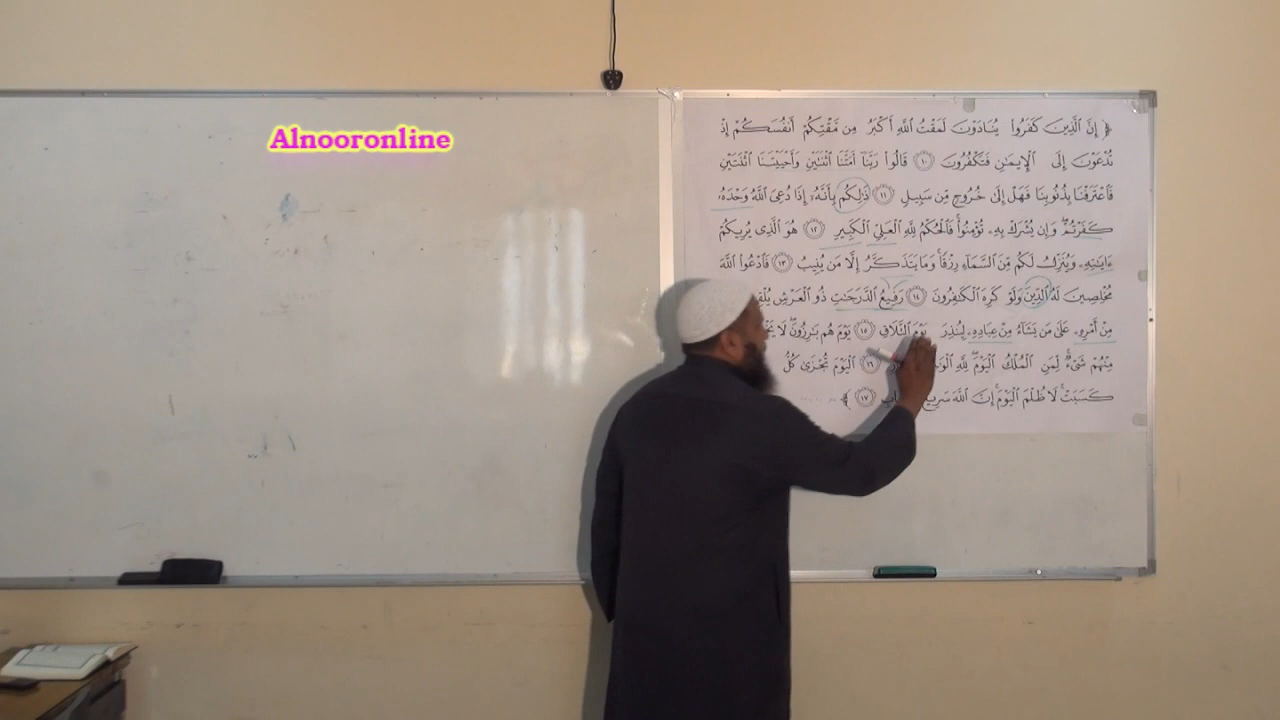 Alnooronline
﴿ إِنَّ ٱلَّذِينَ كَفَرُوا۟ يُنَادَوْنَ لَمَقْتُ ٱللَّهِ أَكْبَرُ مِن مَّقْتِكُمْ أَنفُسَكُمْ إِذْ
تُدْعَوْنَ إِلَى ٱلْإِيمَـٰنِ فَتَكْفُرُونَ ١٠ قَالُوا۟ رَبَّنَآ أَمَتَّنَا ٱثْنَتَيْنِ وَأَحْيَيْتَنَا ٱثْنَتَيْنِ
فَٱعْتَرَفْنَا بِذُنُوبِنَا فَهَلْ إِلَىٰ خُرُوجٍ مِّن سَبِيلٍ ١١ ذَٰلِكُم بِأَنَّهُۥٓ إِذَا دُعِىَ ٱللَّهُ وَحْدَهُۥ
كَفَرْتُمْ وَإِن يُشْرَكْ بِهِۦ تُؤْمِنُوا۟ فَٱلْحُكْمُ لِلَّهِ ٱلْعَلِىِّ ٱلْكَبِيرِ ١٢ هُوَ ٱلَّذِى يُرِيكُمْ
ءَايَـٰتِهِۦ وَيُنَزِّلُ لَكُم مِّنَ ٱلسَّمَآءِ رِزْقًا وَمَا يَتَذَكَّرُ إِلَّا مَن يُنِيبُ ١٣ فَٱدْعُوا۟ ٱللَّهَ
مُخْلِصِينَ لَهُ ٱلدِّينَ وَلَوْ كَرِهَ ٱلْكَـٰفِرُونَ ١٤ رَفِيعُ ٱلدَّرَجَـٰتِ ذُو ٱلْعَرْشِ
مِنْ أَمْرِهِۦ عَلَىٰ مَن يَشَآءُ مِنْ عِبَادِهِۦ لِيُنذِرَ يَوْمَ ٱلتَّلَاقِ ١٥ يَوْمَ هُم بَـٰرِزُونَ لَا
مِنْهُمْ شَىْءٌ لِّمَنِ ٱلْمُلْكُ ٱلْيَوْمَ لِلَّهِ ١٦ ٱلْيَوْمَ تُجْزَىٰ كُلُّ
كَسَبَتْ لَا ظُلْمَ ٱلْيَوْمَ إِنَّ ٱللَّهَ سَرِيعُ ١٧ ﴾